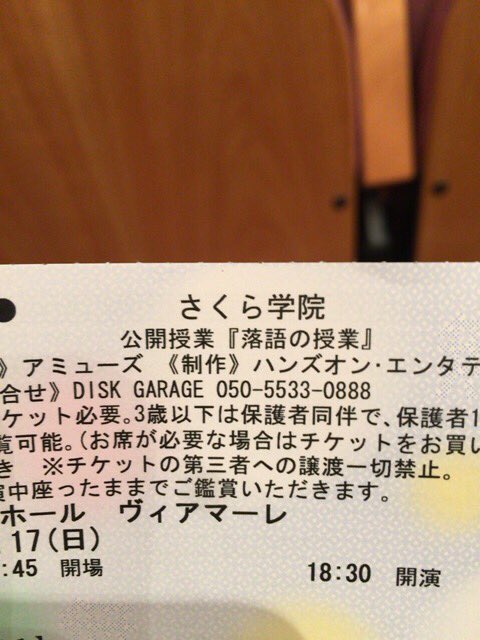 さくら学院
公開授業『落語の授業』
》アミューズ 《制作》ハンズオン・エンタテ
合せ》DISK GARAGE 050-5533-0888
ケット必要。3歳以下は保護者同伴で、保護者1
覧可能。（お席が必要な場合はチケットをお買い
き ※チケットの第三者への譲渡一切禁止。
演中座ったままでご鑑賞いただきます。
ホール ヴィアマーレ
17(日)
:45 開場 18:30 開演